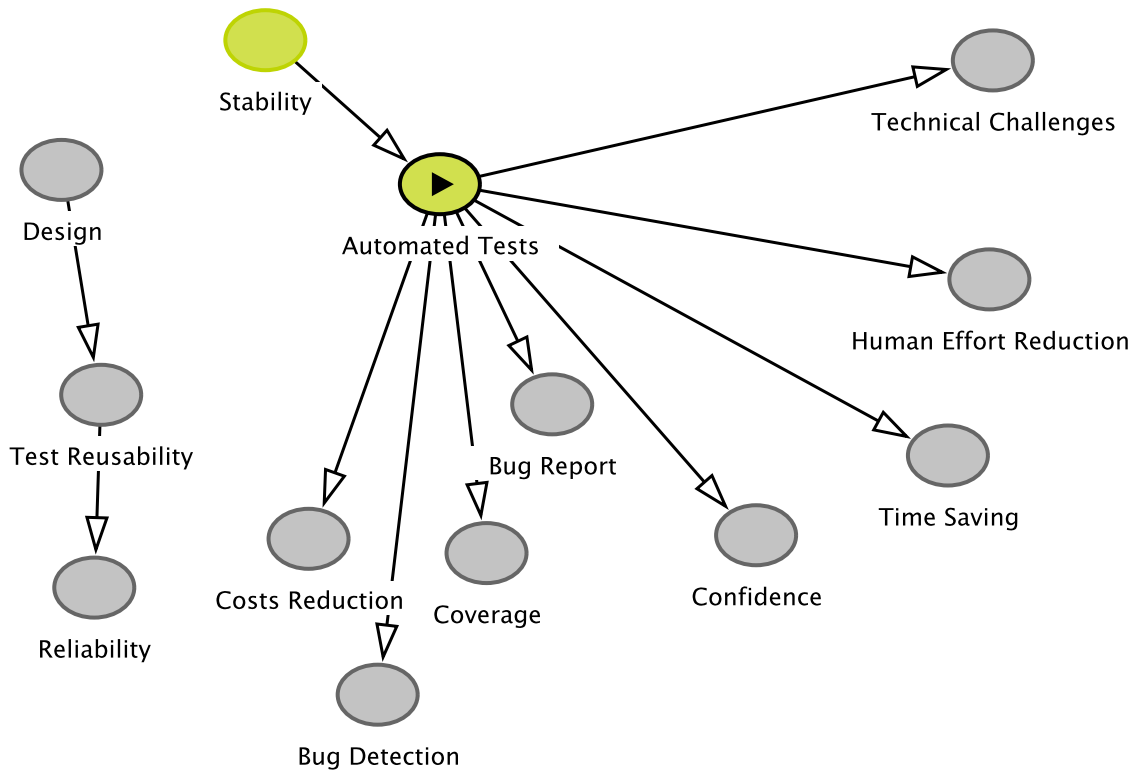 Stability
Technical Challenges
Design
Automated Tests
Human Effort Reduction
Test Reusability
Bug Report
Time Saving
Costs Reduction
Coverage
Confidence
Reliability
Bug Detection